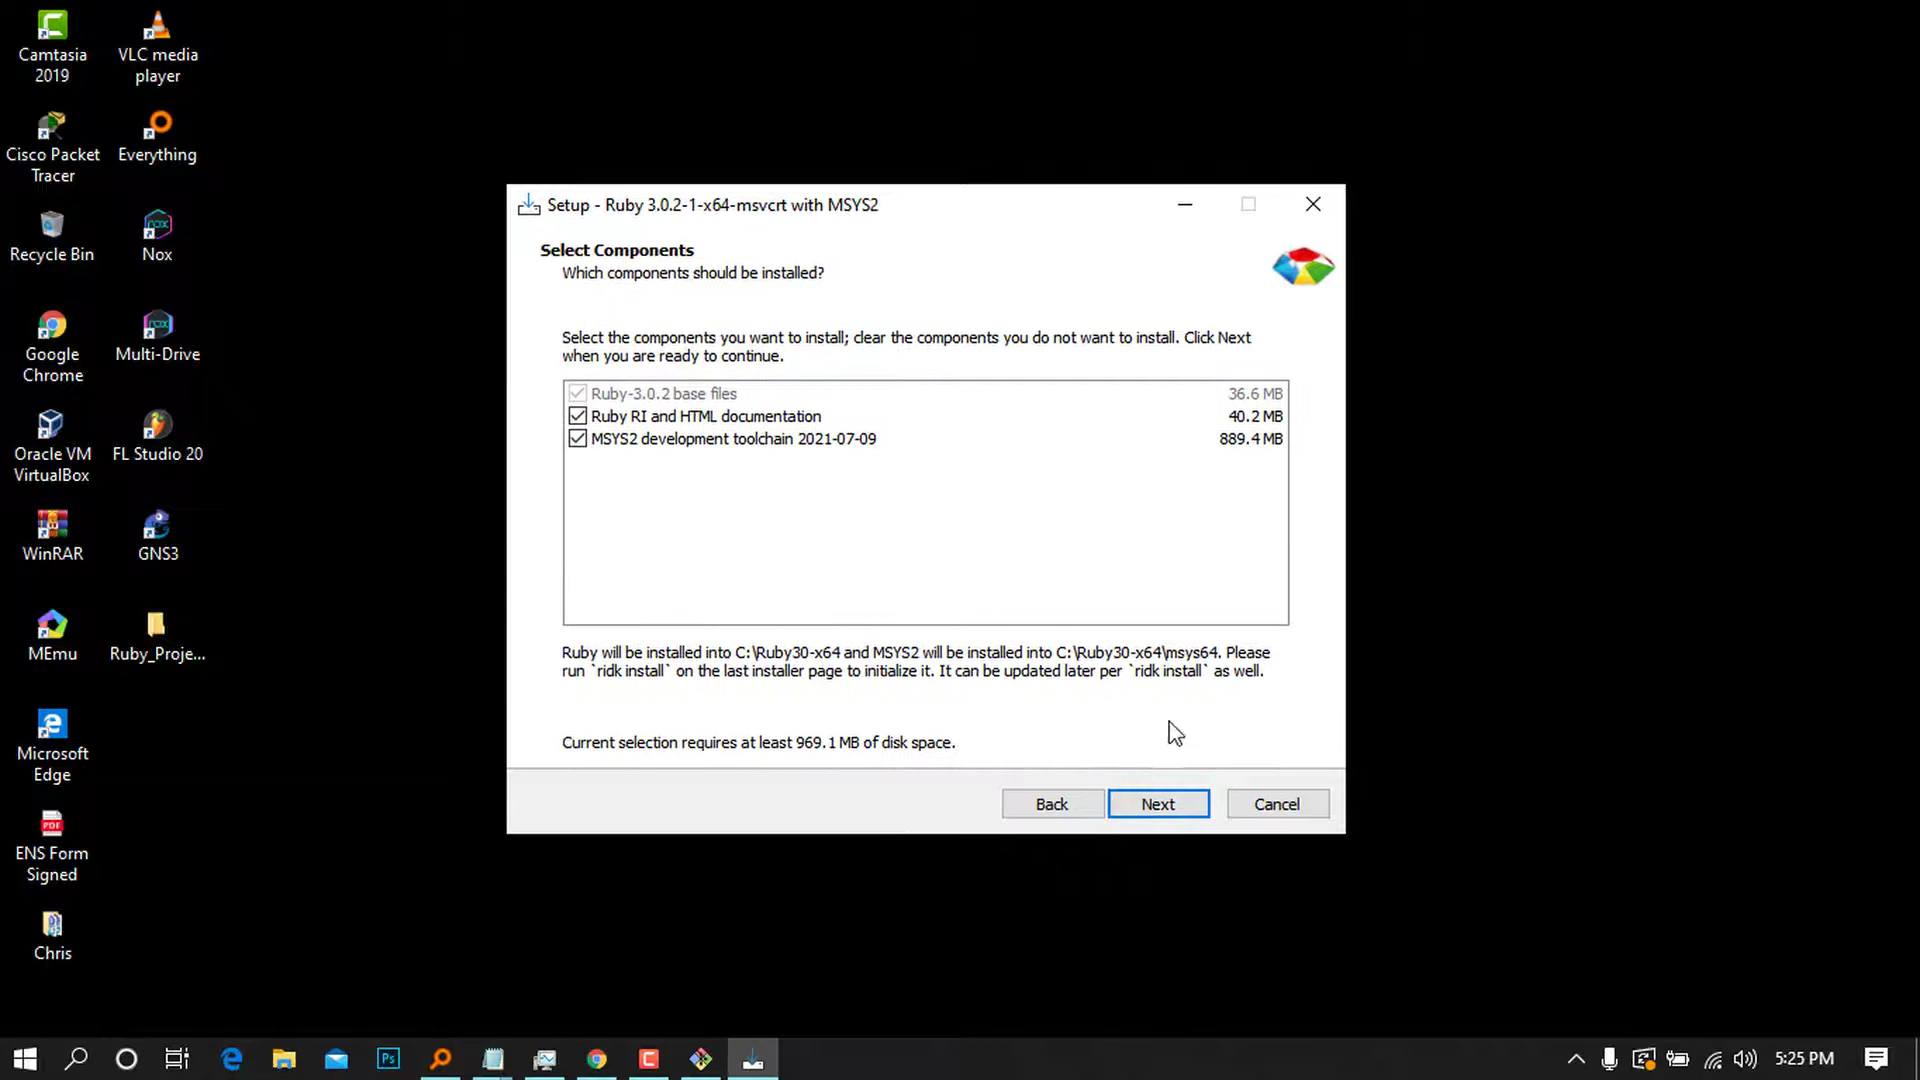 Camtasia
2019
VLC media
player
Cisco Packet
Tracer
Everything
Recycle Bin
Nox
nox
Google
Chrome
Multi-Drive
nox
Oracle VM
VirtualBox
FL Studio 20
WinRAR
GNS3
MEmu
Ruby_Proje...
Microsoft
Edge
PDF
ENS Form
Signed
Chris
Setup - Ruby 3.0.2-1-x64-msvcrt with MSYS2
Select Components
Which components should be installed?
Select the components you want to install; clear the components you do not want to install. Click Next
when you are ready to continue.
Ruby-3.0.2 base files 36.6 MB
Ruby RI and HTML documentation 40.2 MB
MSYS2 development toolchain 2021-07-09 889.4 MB
Ruby will be installed into C:\Ruby30-x64 and MSYS2 will be installed into C:\Ruby30-x64\msys64. Please
run `ridk install` on the last installer page to initialize it. It can be updated later per `ridk install` as well.
Current selection requires at least 969.1 MB of disk space.
Back Next Cancel
Ps
C
5:25 PM